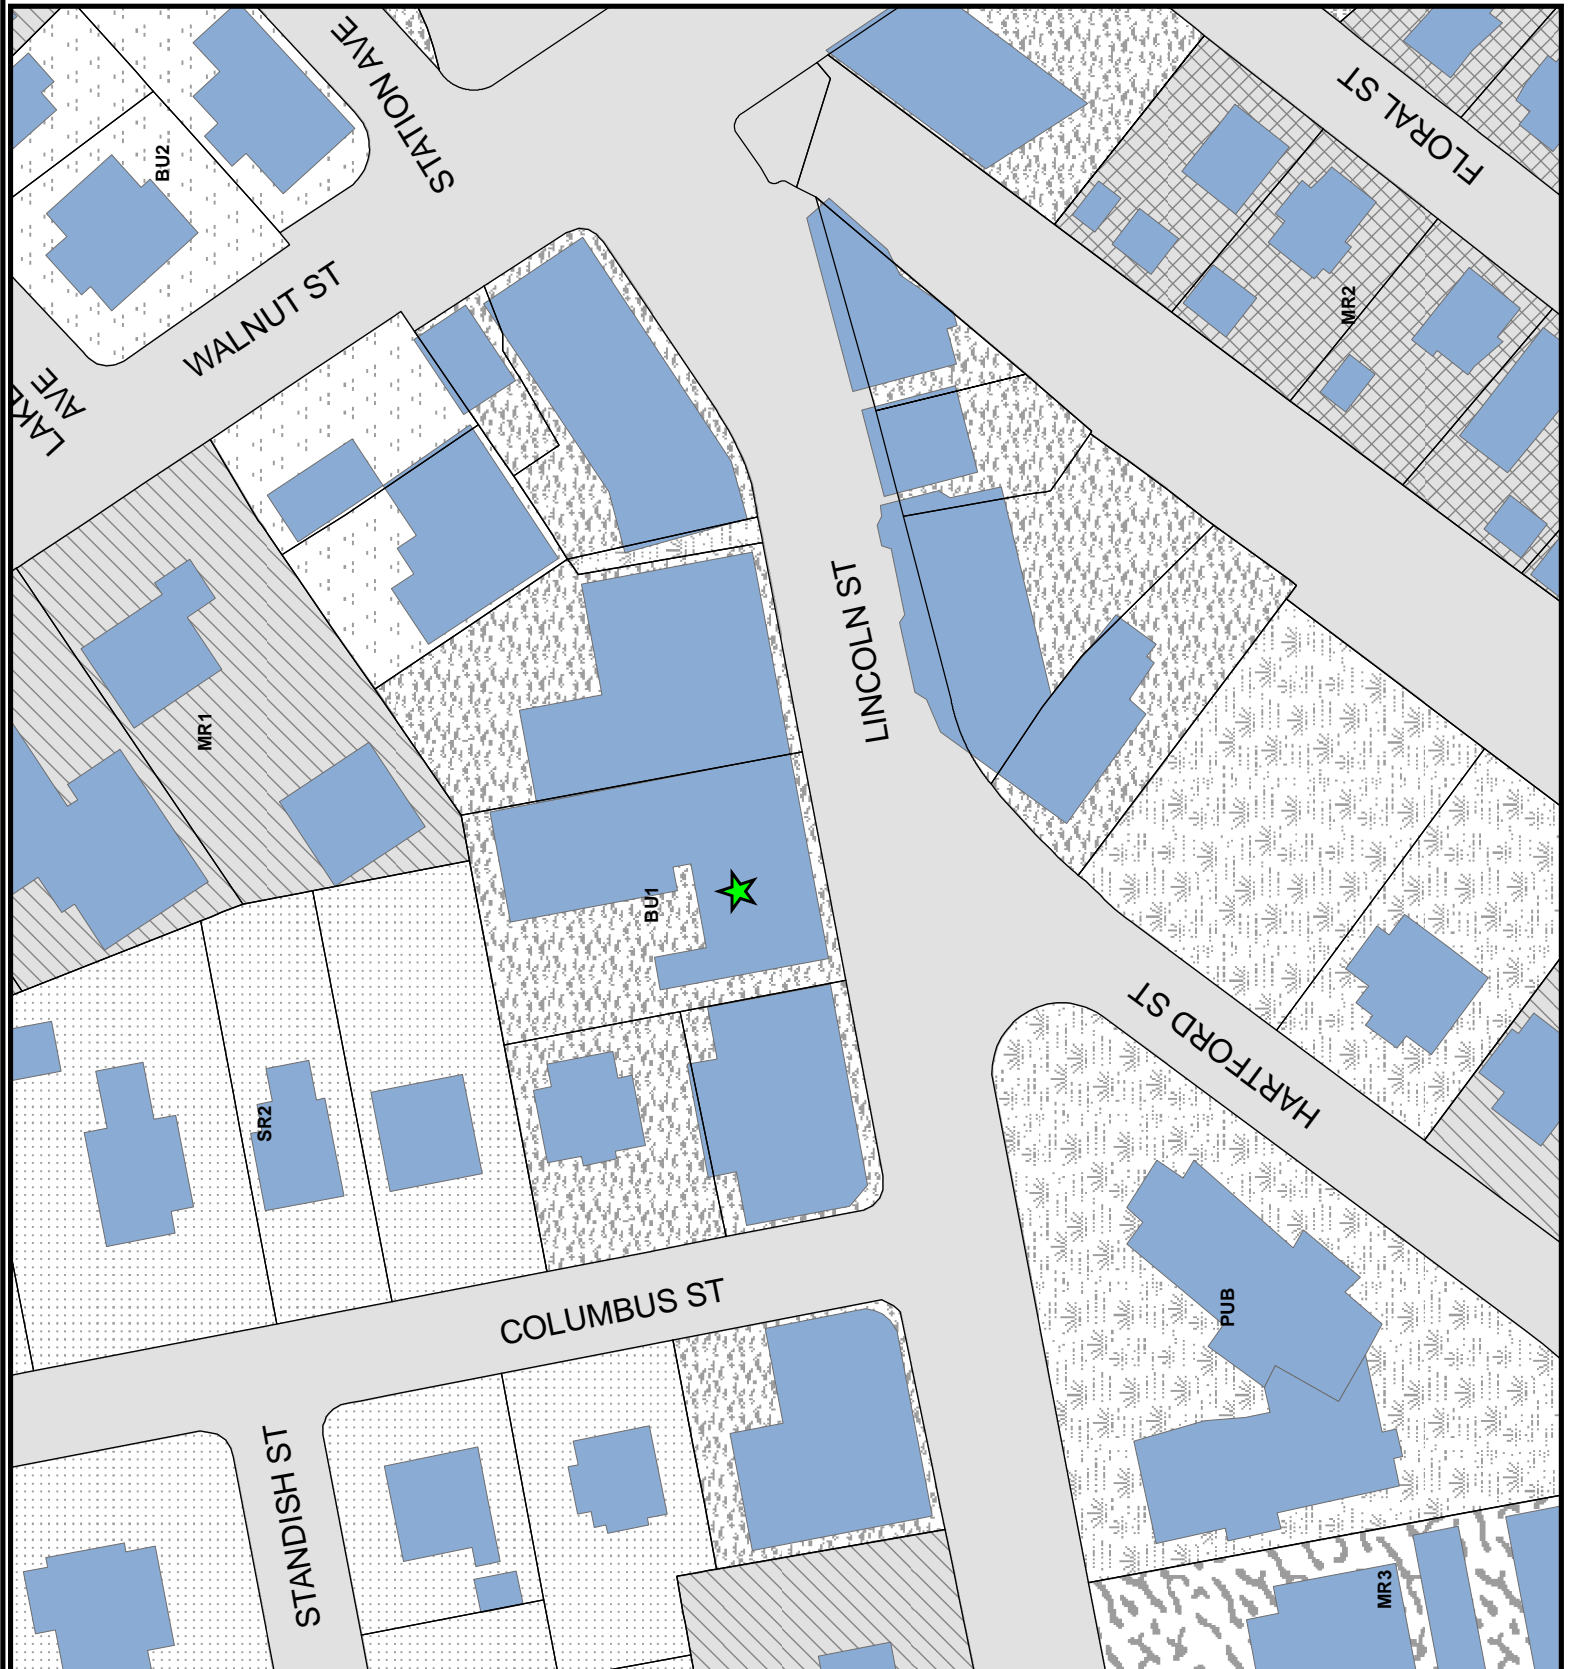 STATION AVE
FLORAL ST
BU2
WALNUT ST
MR2
LAKE
AVE
LINCOLN ST
MR1
BU1
HARTFORD ST
SR2
PUB
COLUMBUS ST
STANDISH ST
MR3